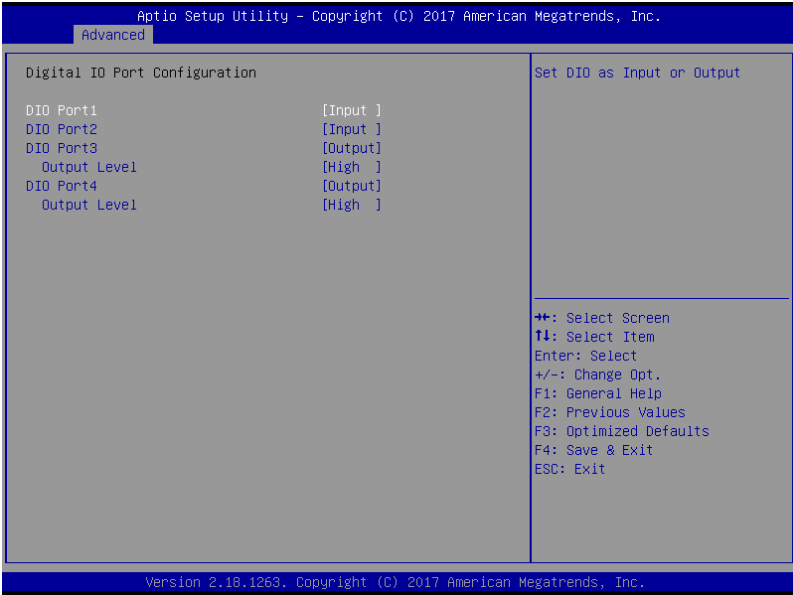 Aptio Setup Utility – Copyright (C) 2017 American Megatrends, Inc.
Advanced
Digital IO Port Configuration
DIO Port1 [Input ]
DIO Port2 [Input ]
DIO Port3 [Output]
Output Level [High ]
DIO Port4 [Output]
Output Level [High ]
Set DIO as Input or Output
→←: Select Screen
↑↓: Select Item
Enter: Select
+/-: Change Opt.
F1: General Help
F2: Previous Values
F3: Optimized Defaults
F4: Save & Exit
ESC: Exit
Version 2.18.1263. Copyright (C) 2017 American Megatrends, Inc.